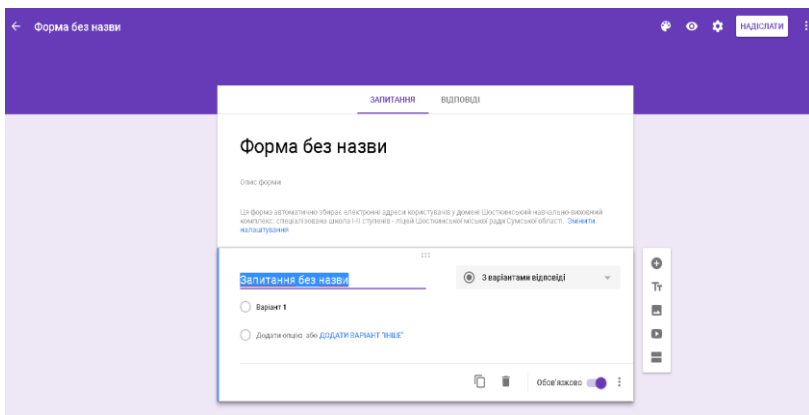 Форма без назви
НАДІСЛАТИ
ЗАПИТАННЯ ВІДПОВІДІ
Форма без назви
Опис форми
Ця форма автоматично збирає електронні адреси користувачів у домені Шосткинський навчально-виховний
комплекс: спеціалізована школа І-ІІ ступенів - ліцей Шосткинської міської ради Сумської області. Змінити
налаштування
Запитання без назви
З варіантами відповіді
Варіант 1
Додати опцію або ДОДАТИ ВАРІАНТ "ІНШЕ"
Обов'язково